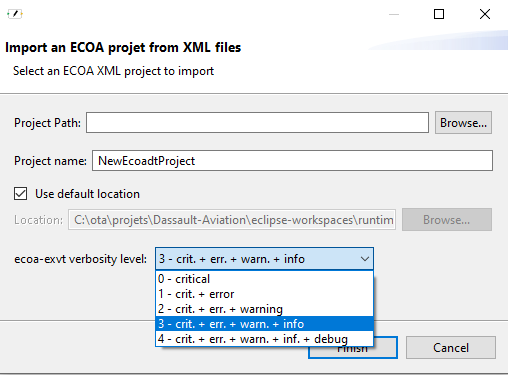 Import an ECOA projet from XML files
Select an ECOA XML project to import
Project Path:
Browse...
Project name: NewEcoadtProject
Use default location
Location: C:\ota\projets\Dassault-Aviation\eclipse-workspaces\runtim
Browse...
ecoa-exvt verbosity level: 3 - crit. + err. + warn. + info
0 - critical
1 - crit. + error
2 - crit. + err. + warning
3 - crit. + err. + warn. + info
4 - crit. + err. + warn. + inf. + debug
Finish
Cancel